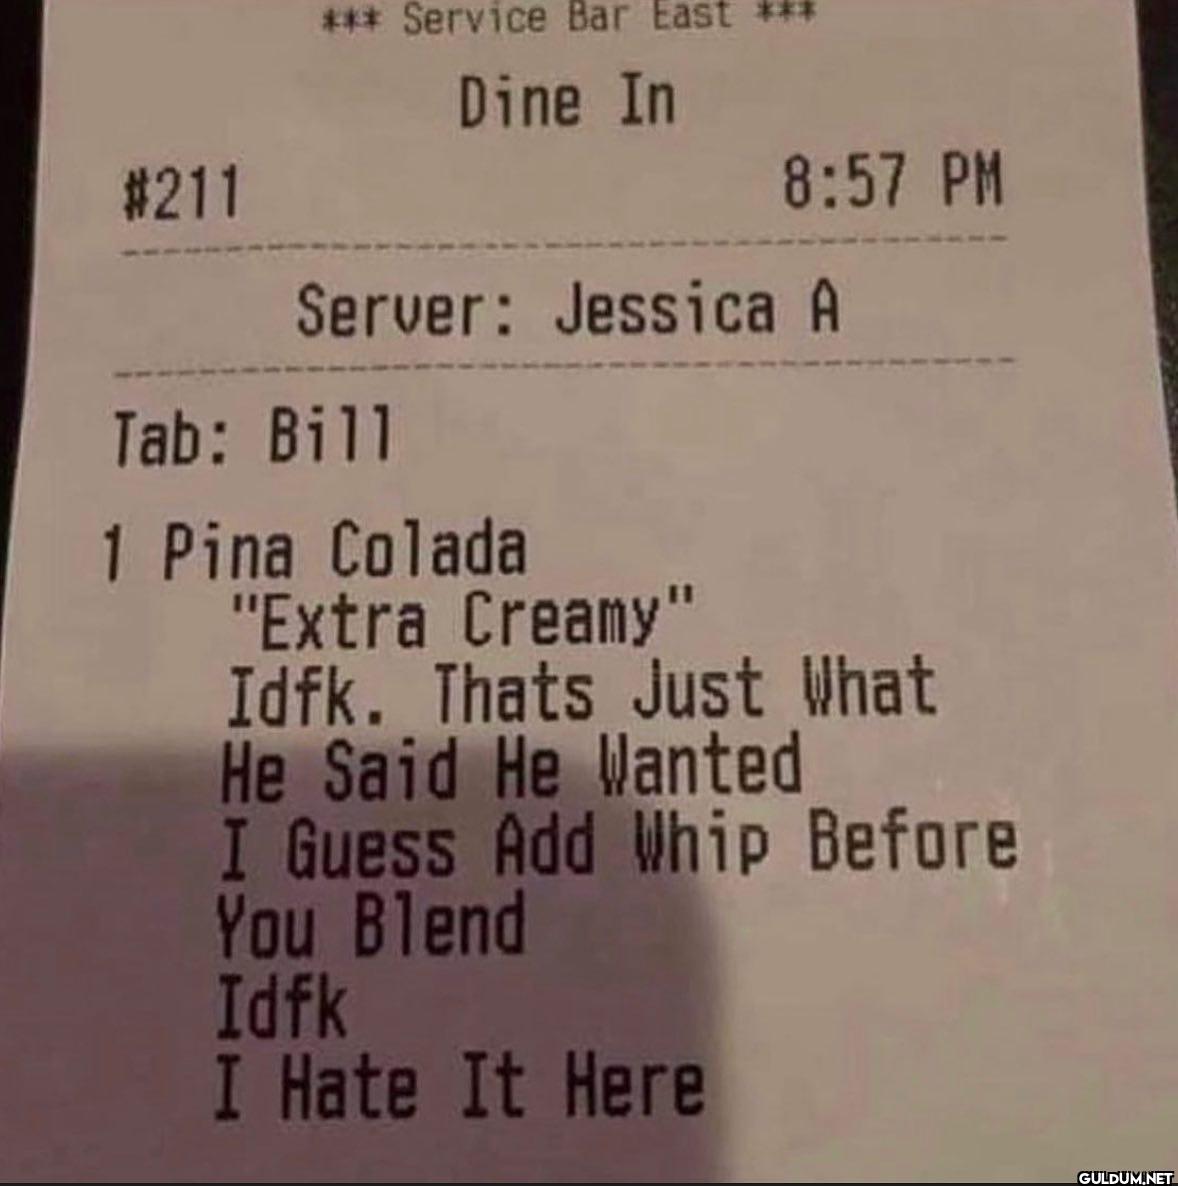 *** Service Bar East ***
Dine In
#211 8:57 PM
Server: Jessica A
Tab: Bill
1 Pina Colada
"Extra Creamy"
Idfk. Thats Just What
He Said He Wanted
I Guess Add Whip Before
You Blend
Idfk
I Hate It Here
GULDUM.NET